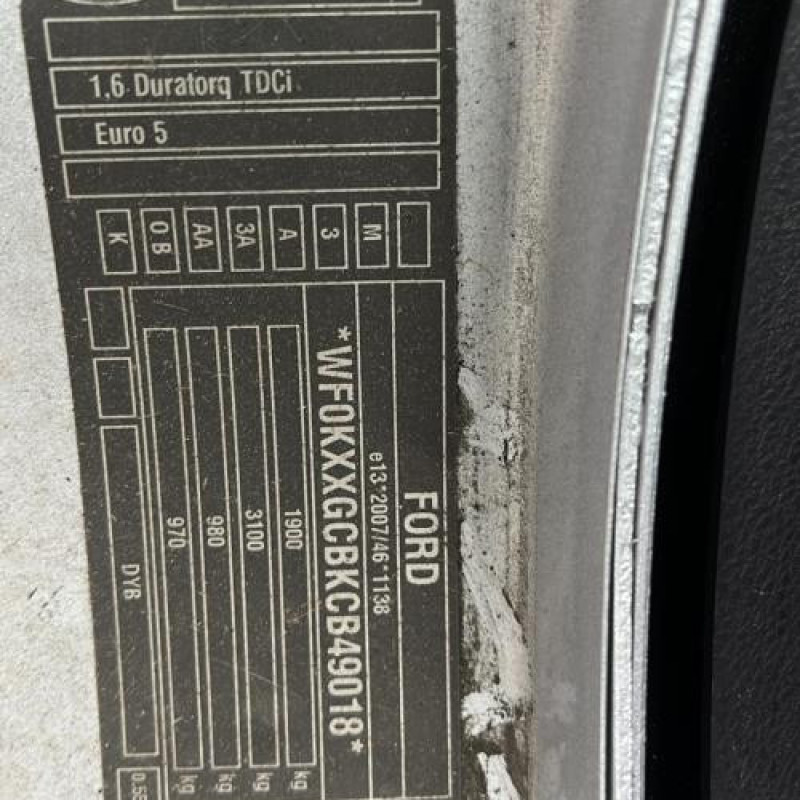 1,6 Duratorq TDCi
Euro 5
K
0 B
AA
3A
A
3
M
FORD
e13*2007/46*1138
*WF0KXXGCBKCB49018*
1900 kg
3100 kg
980 kg
970 kg
DYB